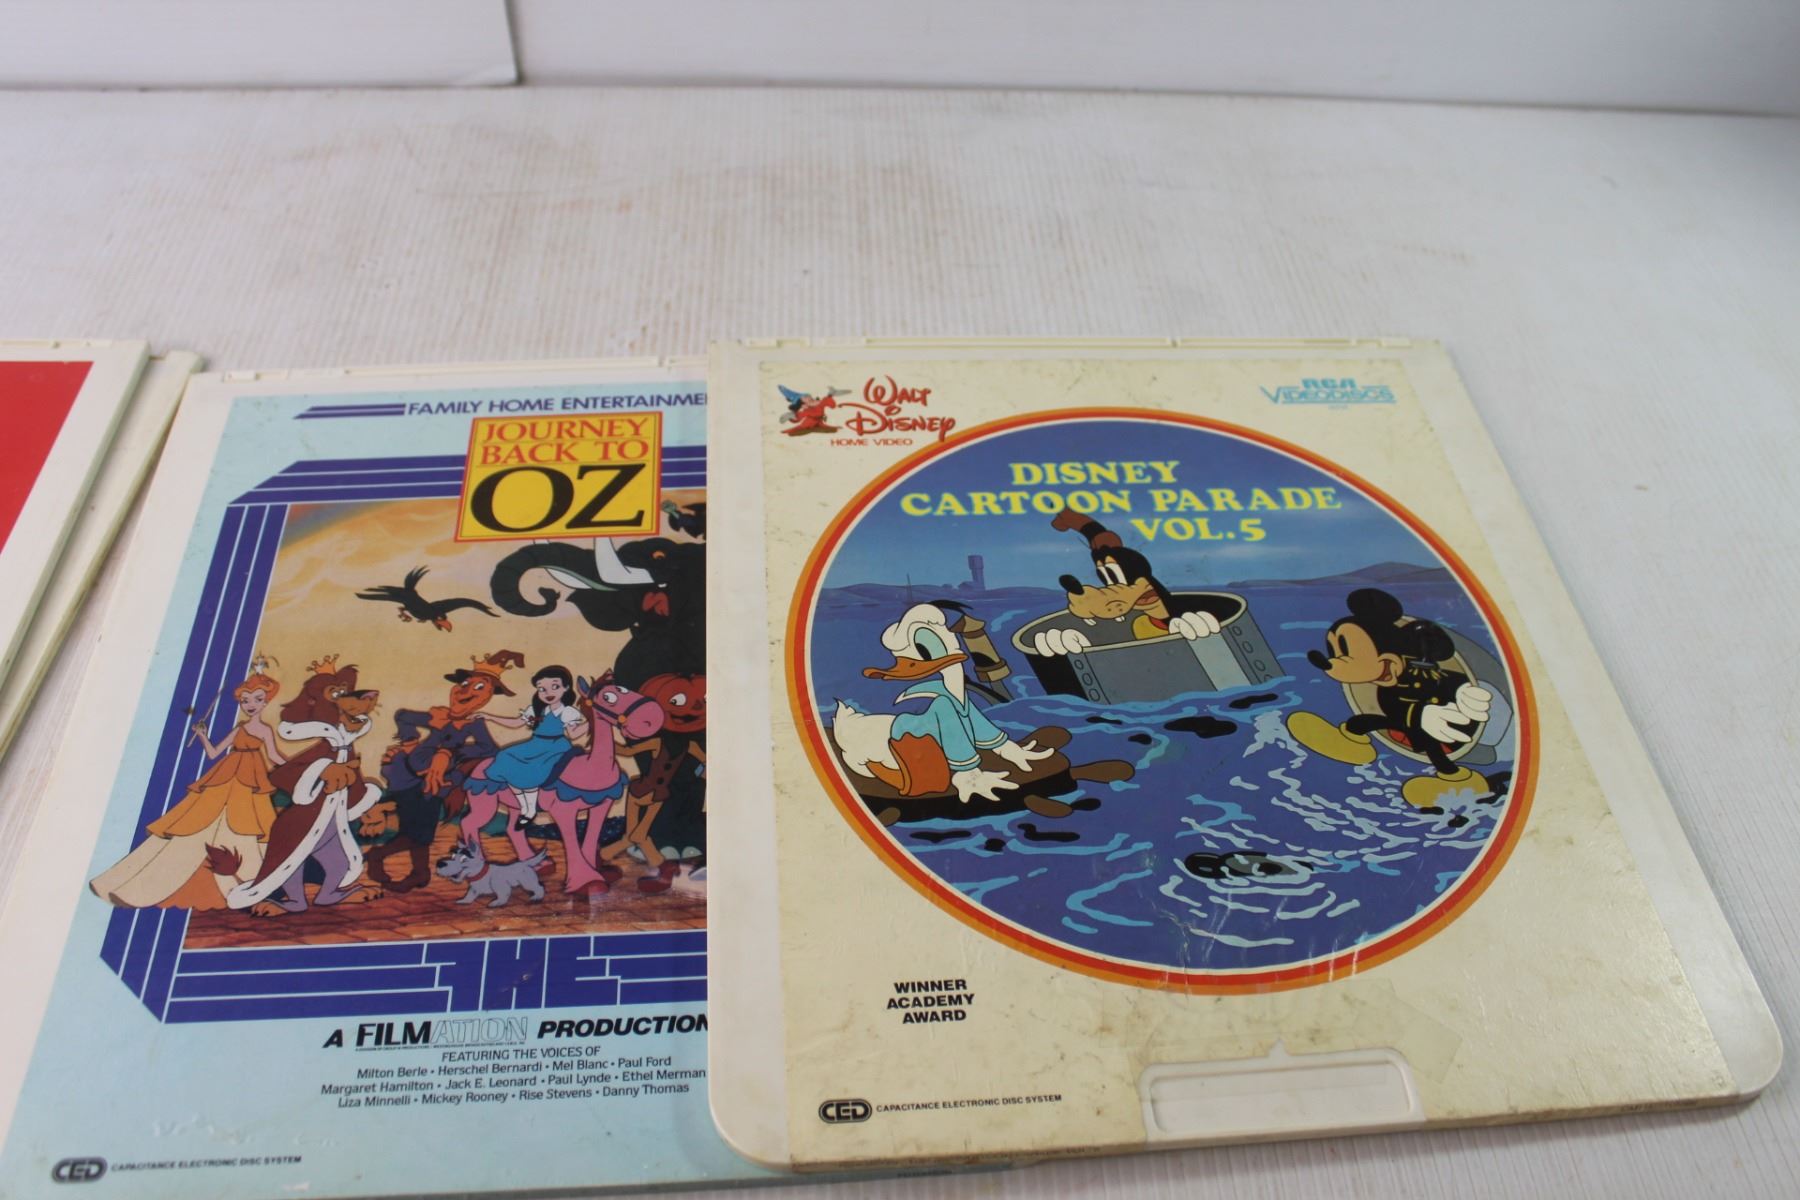 FAMILY HOME ENTERTAINME
JOURNEY
BACK TO
OZ
THE
A FILMATION PRODUCTION
FEATURING THE VOICES OF
Milton Berle • Herschel Bernardi • Mel Blanc • Paul Ford
Margaret Hamilton • Jack E. Leonard • Paul Lynde • Ethel Merman
Liza Minnelli • Mickey Rooney • Rise Stevens • Danny Thomas
CED CAPACITANCE ELECTRONIC DISC SYSTEM
WALT
DISNEY
HOME VIDEO
RCA
VIDEODISCS
DISNEY
CARTOON PARADE
VOL.5
WINNER
ACADEMY
AWARD
CED CAPACITANCE ELECTRONIC DISC SYSTEM